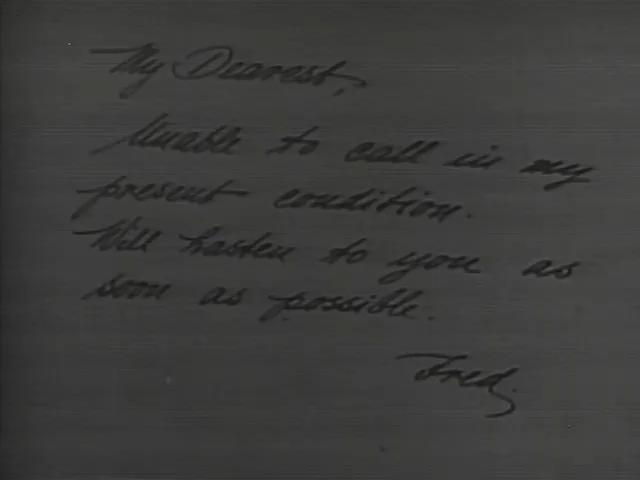 My Dearest,
Unable to call in my
present condition.
Will hasten to you as
soon as possible.
Fred.